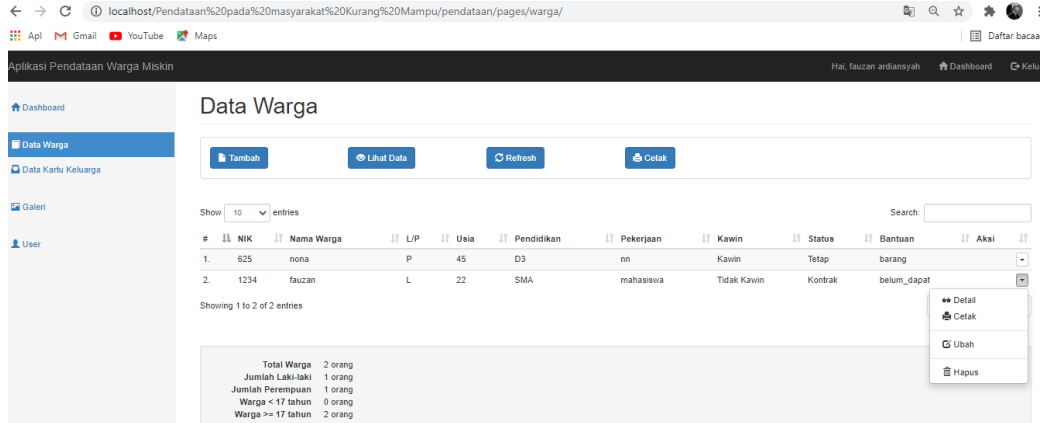 localhost/Pendataan%20pada%20masyarakat%20Kurang%20Mampu/pendataan/pages/warga/
Apl Gmail YouTube Maps Daftar bacaa
Aplikasi Pendataan Warga Miskin Hai, fauzan ardiansyah Dashboard Kelu
Dashboard
Data Warga
Data Kartu Keluarga
Galeri
User
Data Warga
Tambah Lihat Data Refresh Cetak
Show 10 entries Search:
# NIK Nama Warga L/P Usia Pendidikan Pekerjaan Kawin Status Bantuan Aksi
1. 625 nona P 45 D3 nn Kawin Tetap barang
2. 1234 fauzan L 22 SMA mahasiswa Tidak Kawin Kontrak belum_dapat
Showing 1 to 2 of 2 entries
Detail
Cetak
Ubah
Hapus
Total Warga 2 orang
Jumlah Laki-laki 1 orang
Jumlah Perempuan 1 orang
Warga < 17 tahun 0 orang
Warga >= 17 tahun 2 orang